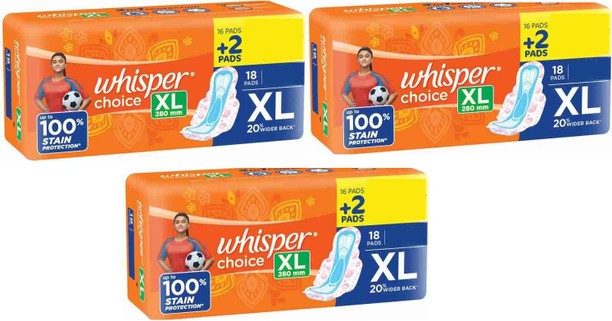 whisper
choice
XL
280 mm
up to
100%
STAIN
PROTECTION*
16 PADS
+2
PADS
18
PADS
XL
20% WIDER BACK*
XL
whisper
choice
XL
280 mm
up to
100%
STAIN
PROTECTION*
16 PADS
+2
PADS
18
PADS
XL
20% WIDER BACK*
XL
whisper
choice
XL
280 mm
up to
100%
STAIN
PROTECTION*
16 PADS
+2
PADS
18
PADS
XL
20% WIDER BACK*
XL